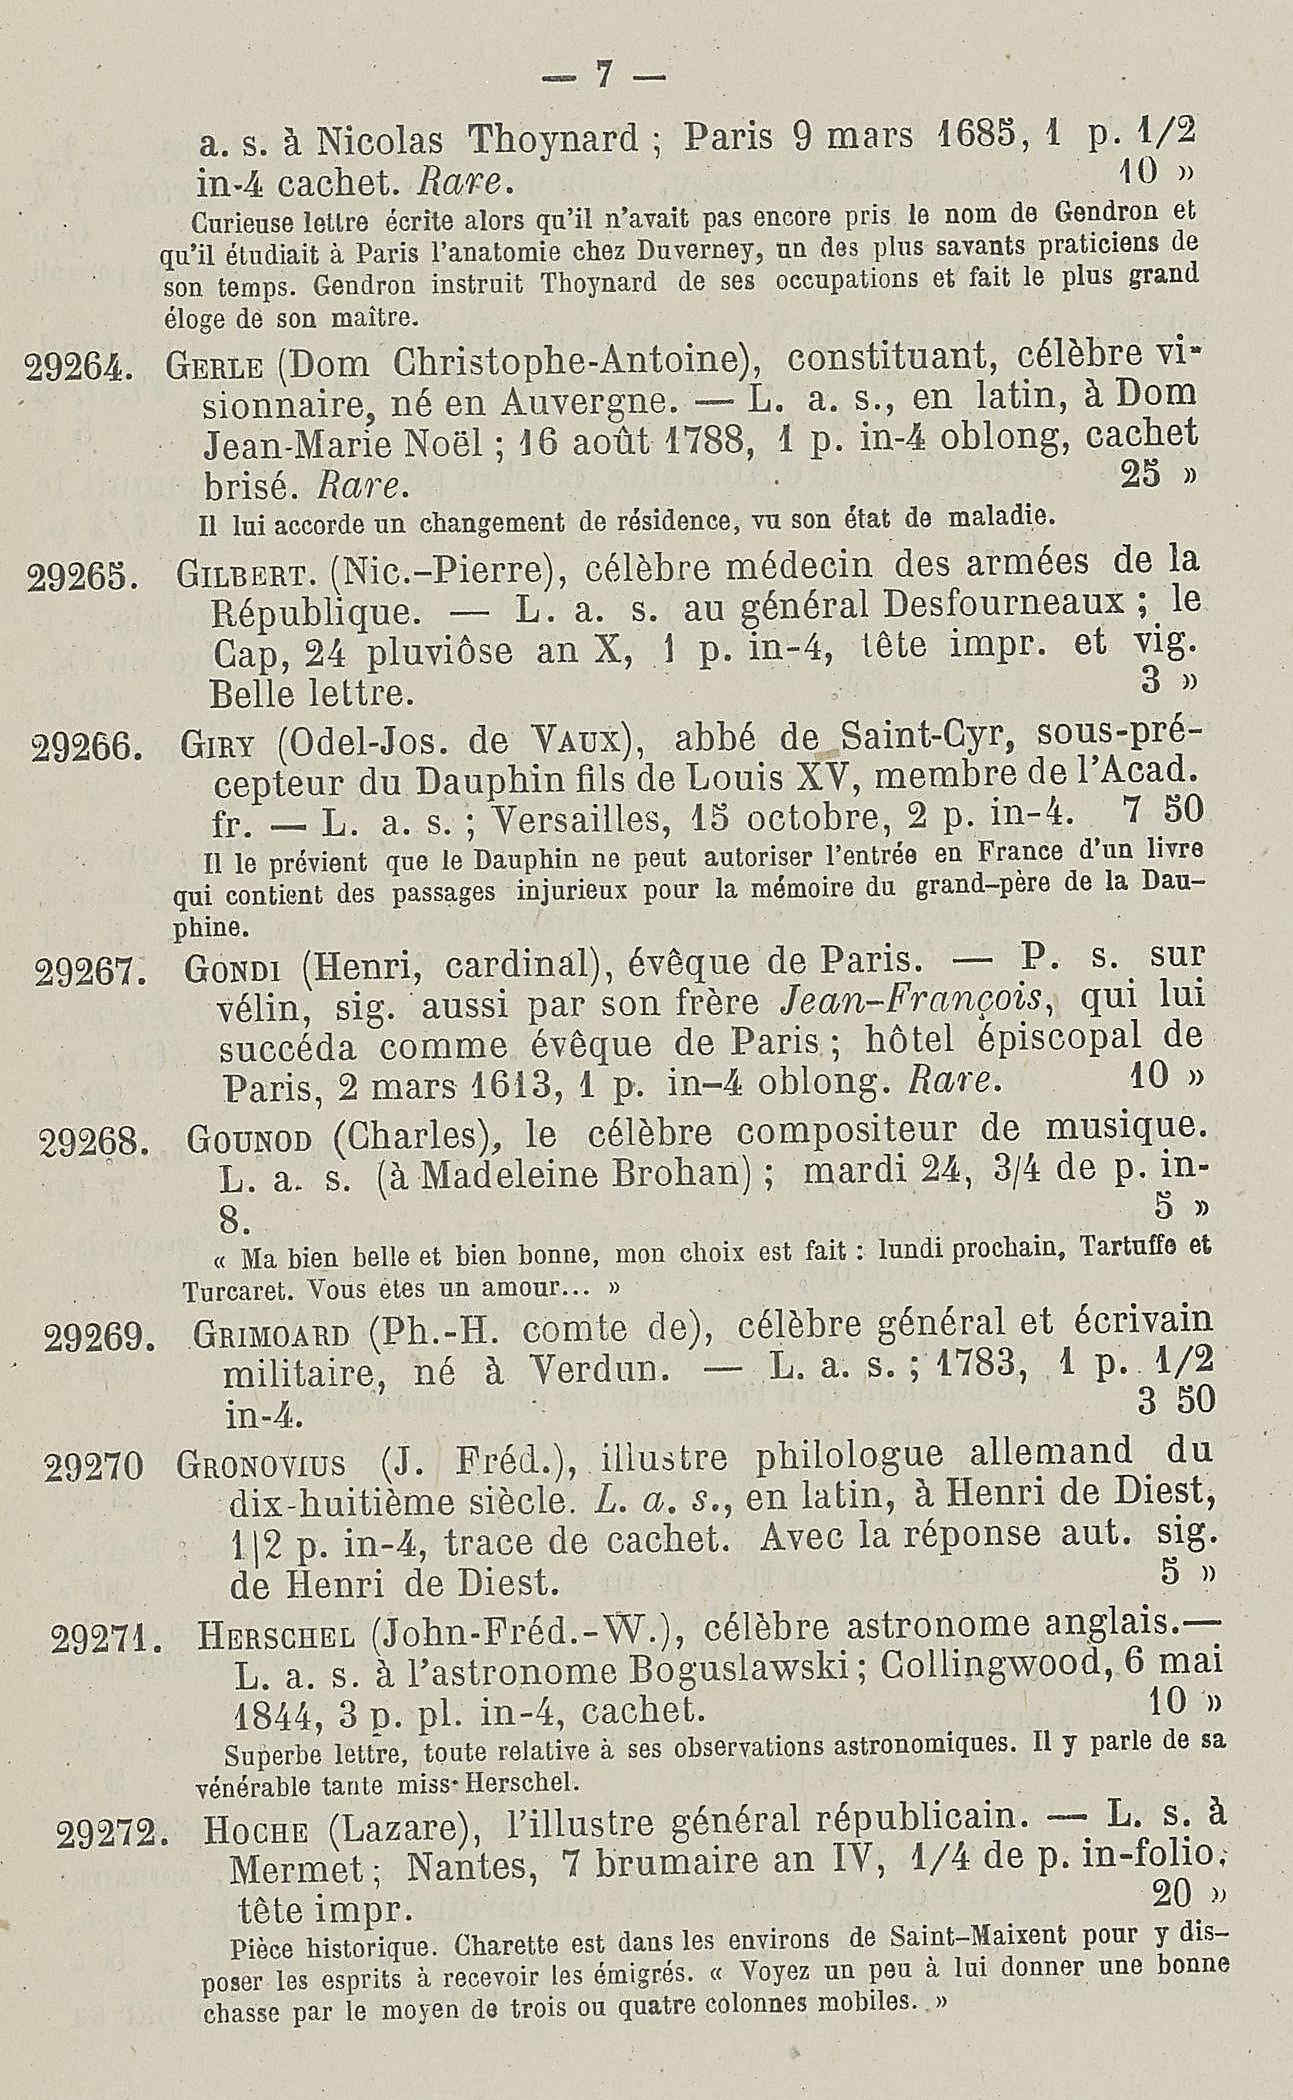 — 7 —
a. s. à Nicolas Thoynard ; Paris 9 mars 1685, 1 p. 1/2
in-4 cachet. Rare. 10 »
Curieuse lettre écrite alors qu'il n'avait pas encore pris le nom de Gendron et
qu'il étudiait à Paris l'anatomie chez Duverney, un des plus savants praticiens de
son temps. Gendron instruit Thoynard de ses occupations et fait le plus grand
éloge de son maître.
29264. GERLE (Dom Christophe-Antoine), constituant, célèbre vi-
sionnaire, né en Auvergne. — L. a. s., en latin, à Dom
Jean-Marie Noël ; 16 août 1788, 1 p. in-4 oblong, cachet
brisé. Rare. 25 »
Il lui accorde un changement de résidence, vu son état de maladie.
29265. GILBERT. (Nic.-Pierre), célèbre médecin des armées de la
République. — L. a. s. au général Desfourneaux ; le
Cap, 24 pluviôse an X, 1 p. in-4, tête impr. et vig.
Belle lettre. 3 »
29266. GIRY (Odel-Jos. de VAUX), abbé de Saint-Cyr, sous-pré-
cepteur du Dauphin fils de Louis XV, membre de l'Acad.
fr. — L. a. s. ; Versailles, 15 octobre, 2 p. in-4. 7 50
Il le prévient que le Dauphin ne peut autoriser l'entrée en France d'un livre
qui contient des passages injurieux pour la mémoire du grand-père de la Dau-
phine.
29267. GONDI (Henri, cardinal), évêque de Paris. — P. s. sur
vélin, sig. aussi par son frère Jean-François, qui lui
succéda comme évêque de Paris ; hôtel épiscopal de
Paris, 2 mars 1613, 1 p. in-4 oblong. Rare. 10 »
29268. GOUNOD (Charles), le célèbre compositeur de musique.
L. a. s. (à Madeleine Brohan) ; mardi 24, 3/4 de p. in-
8. 5 »
« Ma bien belle et bien bonne, mon choix est fait : lundi prochain, Tartuffe et
Turcaret. Vous etes un amour... »
29269. GRIMOARD (Ph.-H. comte de), célèbre général et écrivain
militaire, né à Verdun. — L. a. s. ; 1783, 1 p. 1/2
in-4. 3 50
29270 GRONOVIUS (J. Fréd.), illustre philologue allemand du
dix-huitième siècle. L. a. s., en latin, à Henri de Diest,
1|2 p. in-4, trace de cachet. Avec la réponse aut. sig.
de Henri de Diest. 5 »
29271. HERSCHEL (John-Fréd.-W.), célèbre astronome anglais.—
L. a. s. à l'astronome Boguslawski ; Collingwood, 6 mai
1844, 3 p. pl. in-4, cachet. 10 »
Superbe lettre, toute relative à ses observations astronomiques. Il y parle de sa
vénérable tante miss Herschel.
29272. HOCHE (Lazare), l'illustre général républicain. — L. s. à
Mermet ; Nantes, 7 brumaire an IV, 1/4 de p. in-folio,
tête impr. 20 »
Pièce historique. Charette est dans les environs de Saint-Maixent pour y dis-
poser les esprits à recevoir les émigrés. « Voyez un peu à lui donner une bonne
chasse par le moyen de trois ou quatre colonnes mobiles. »